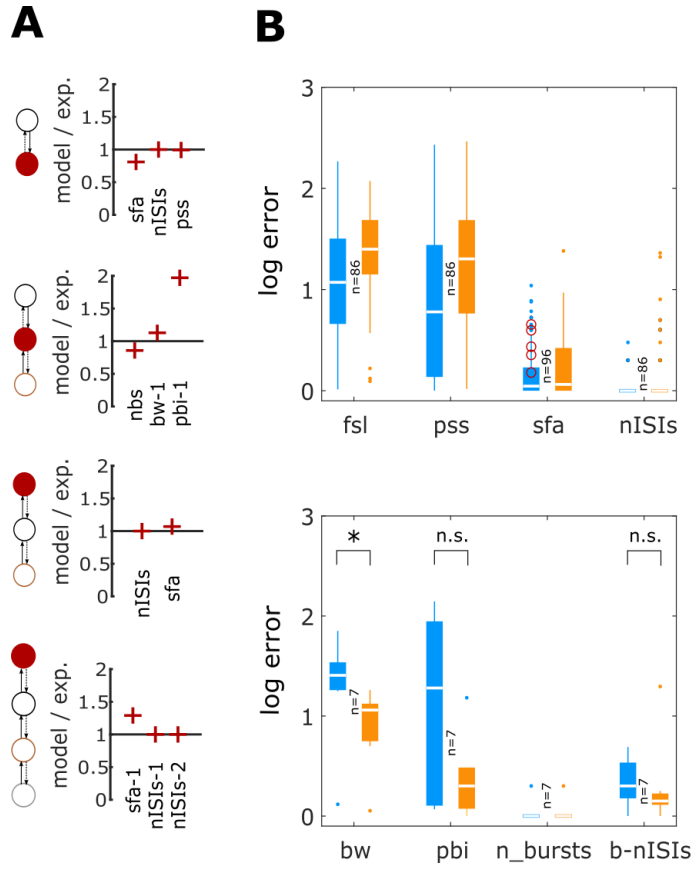 A
model / exp.
2
1.5
1
0.5
0
sfa
nISIs
pss
model / exp.
2
1.5
1
0.5
0
nbs
bw-1
pbi-1
model / exp.
2
1.5
1
0.5
0
nISIs
sfa
model / exp.
2
1.5
1
0.5
0
sfa-1
nISIs-1
nISIs-2
B
log error
3
2
1
0
n=86
n=86
n=96
n=86
fsl pss sfa nISIs
log error
3
2
1
0
* n.s. n.s.
n=7
n=7
n=7
n=7
bw pbi n_bursts b-nISIs